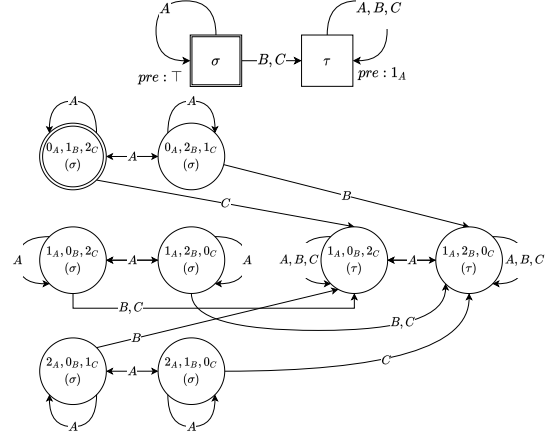 A
A, B, C
σ
B, C
τ
pre : ⊤
pre : 1_A
A
A
0_A, 1_B, 2_C
(σ)
A
0_A, 2_B, 1_C
(σ)
B
C
A
1_A, 0_B, 2_C
(σ)
A
1_A, 2_B, 0_C
(σ)
A
A, B, C
1_A, 0_B, 2_C
(τ)
A
1_A, 2_B, 0_C
(τ)
A, B, C
B, C
B, C
B
2_A, 0_B, 1_C
(σ)
A
2_A, 1_B, 0_C
(σ)
C
A
A